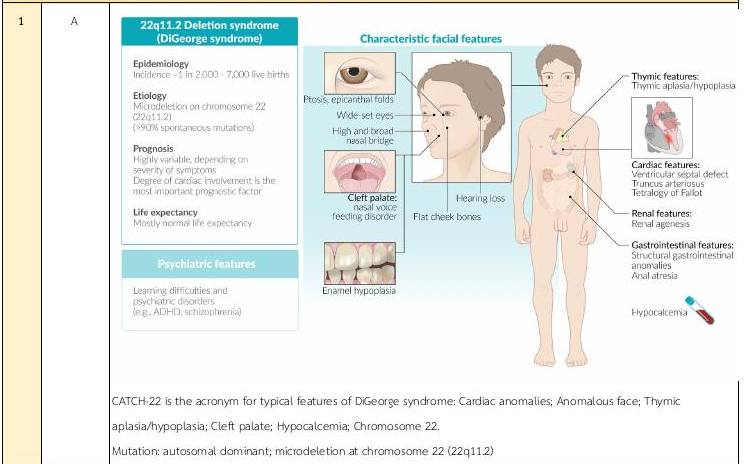 1
A
22q11.2 Deletion syndrome
(DiGeorge syndrome)
Epidemiology
Incidence ~1 in 2,000 - 7,000 live births
Etiology
Microdeletion on chromosome 22
(22q11.2)
(>90% spontaneous mutations)
Prognosis
Highly variable, depending on
severity of symptoms
Degree of cardiac involvement is the
most important prognostic factor
Life expectancy
Mostly normal life expectancy
Psychiatric features
Learning difficulties and
psychiatric disorders
(e.g., ADHD, schizophrenia)
Characteristic facial features
Ptosis, epicanthal folds
Wide-set eyes
High and broad
nasal bridge
Cleft palate:
nasal voice
feeding disorder
Hearing loss
Flat cheek bones
Enamel hypoplasia
Thymic features:
Thymic aplasia/hypoplasia
Cardiac features:
Ventricular septal defect
Truncus arteriosus
Tetralogy of Fallot
Renal features:
Renal agenesis
Gastrointestinal features:
Structural gastrointestinal
anomalies
Anal atresia
Hypocalcemia
CATCH-22 is the acronym for typical features of DiGeorge syndrome: Cardiac anomalies; Anomalous face; Thymic
aplasia/hypoplasia; Cleft palate; Hypocalcemia; Chromosome 22.
Mutation: autosomal dominant; microdeletion at chromosome 22 (22q11.2)